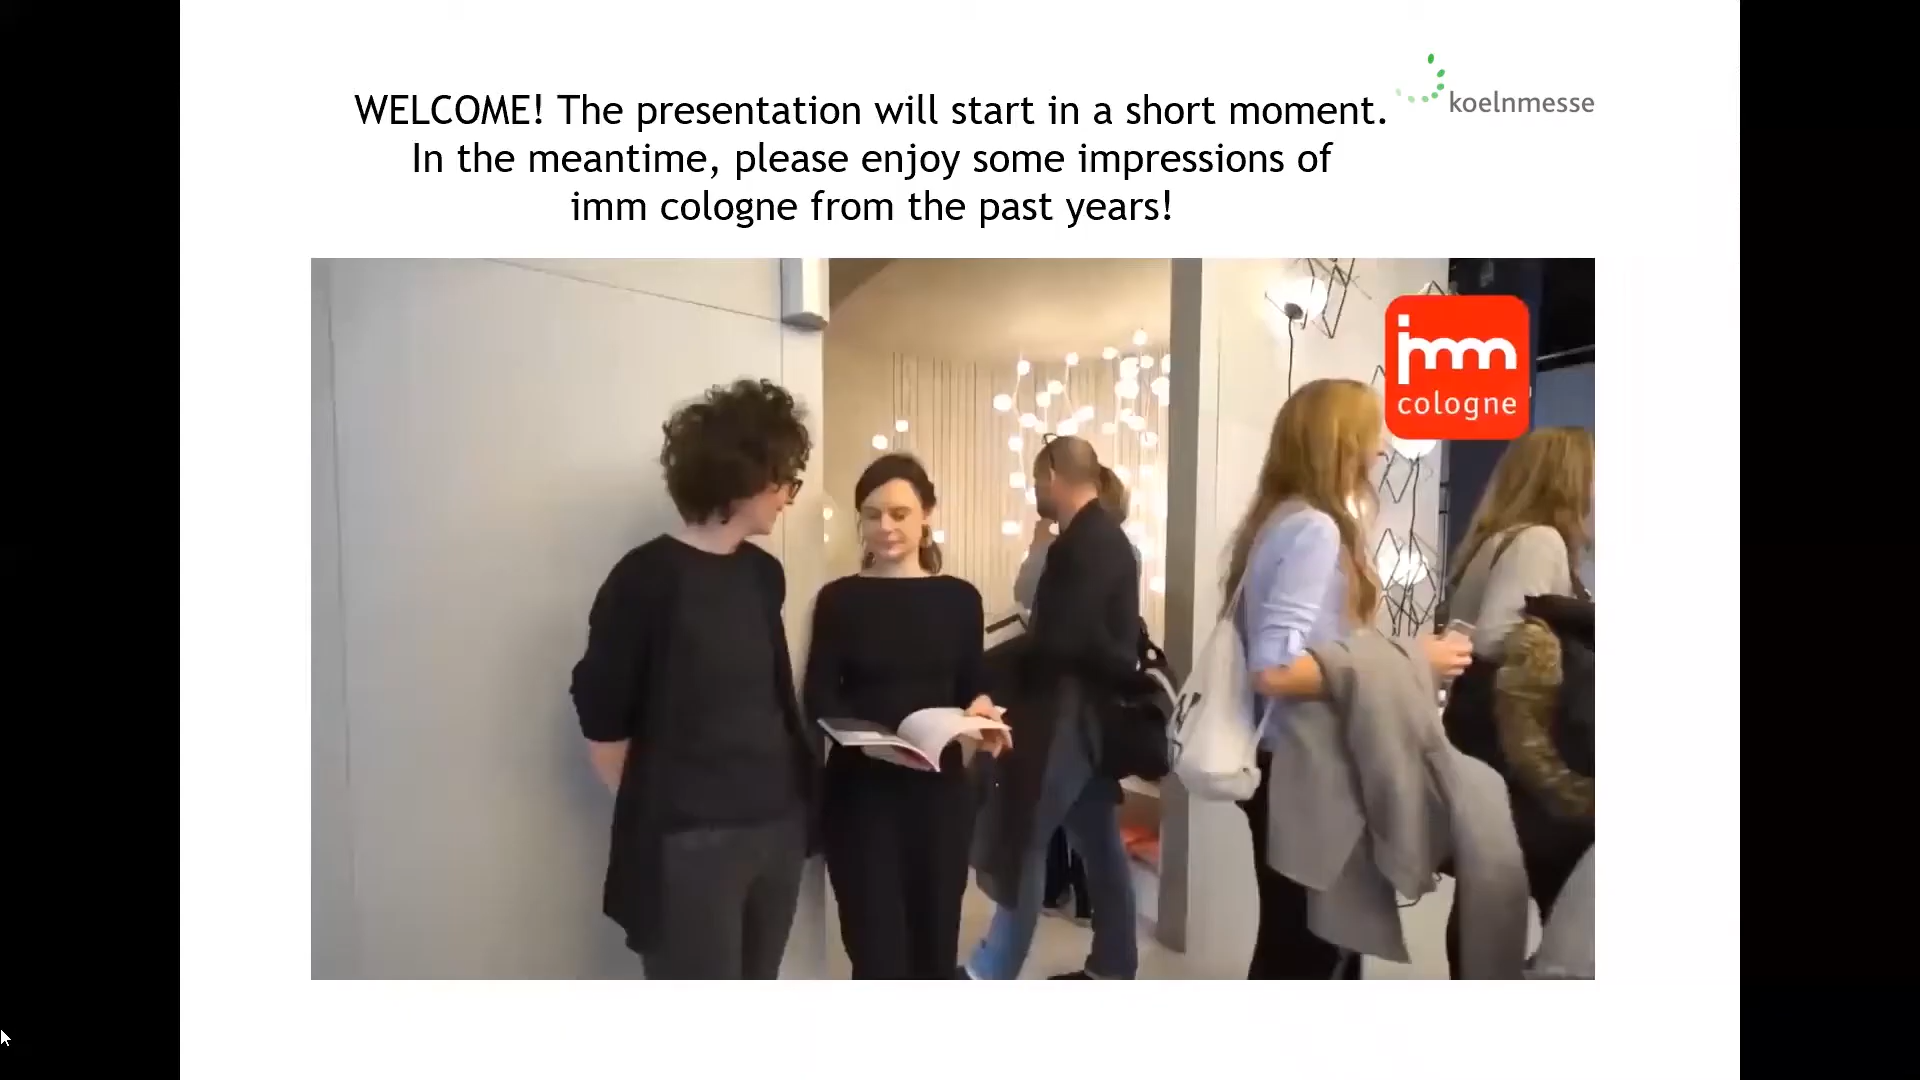 WELCOME! The presentation will start in a short moment.
In the meantime, please enjoy some impressions of
imm cologne from the past years!
koelnmesse
imm
cologne